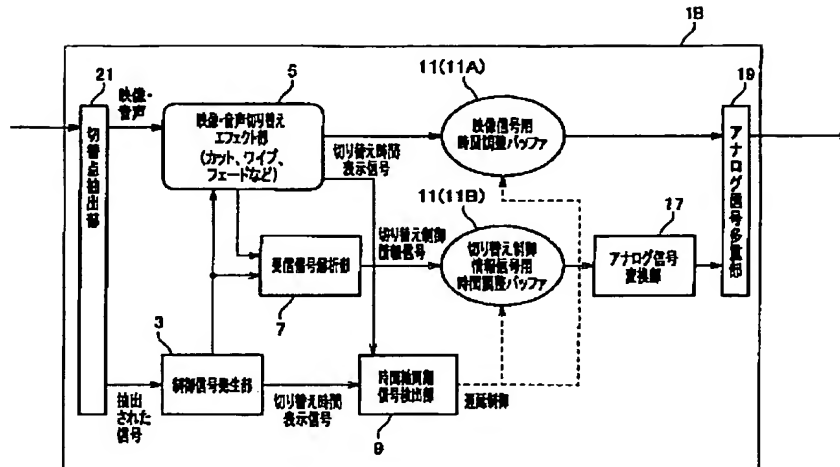 1B
21
切替点抽出部
映像・
音声
5
映像・音声切り替え
エフェクト部
(カット、ワイプ、
フェードなど)
切り替え時間
表示信号
11(11A)
映像信号用
時間調整バッファ
19
アナログ信号多重部
受信信号解析部
7
切り替え制御
情報信号
11(11B)
切り替え制御
情報信号用
時間調整バッファ
17
アナログ信号
変換部
3
制御信号発生部
抽出
された
信号
切り替え時間
表示信号
時間軸同期
信号検出部
9
遅延制御